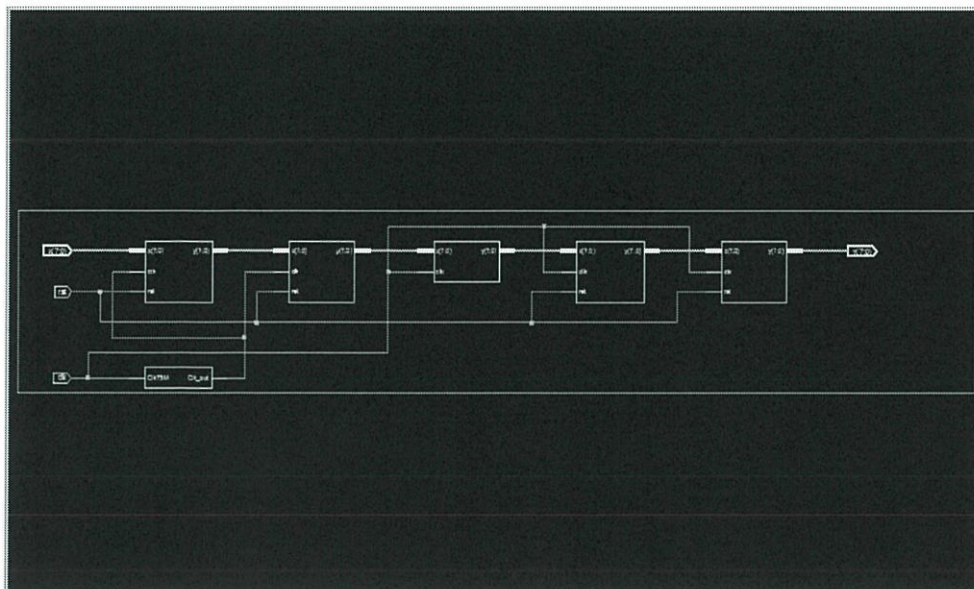 x(7:0) x(7:0) y(7:0) x(7:0) y(7:0) x(7:0) y(7:0) x(7:0) y(7:0) x(7:0) y(7:0) y(7:0)
clk clk clk clk clk
rst rst rst rst rst
clk Clk_out